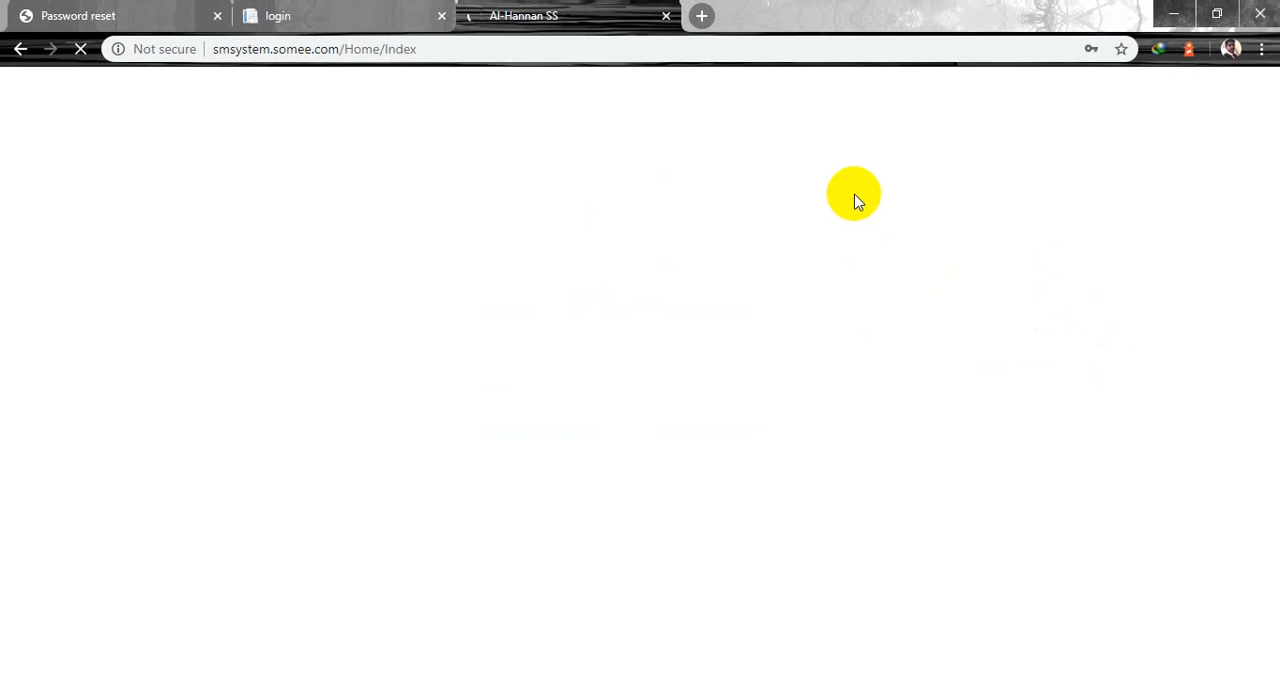 Password reset
login
Al-Hannan SS
Not secure
smsystem.somee.com/Home/Index